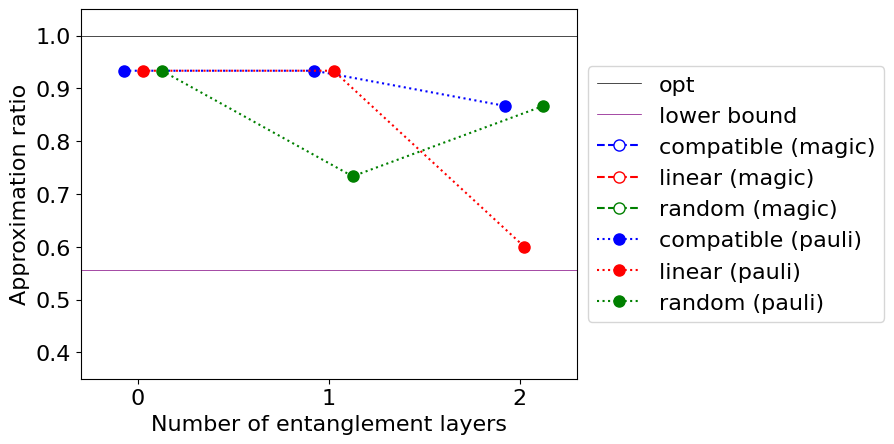 Approximation ratio
1.0
0.9
0.8
0.7
0.6
0.5
0.4
0
1
2
Number of entanglement layers
opt
lower bound
compatible (magic)
linear (magic)
random (magic)
compatible (pauli)
linear (pauli)
random (pauli)